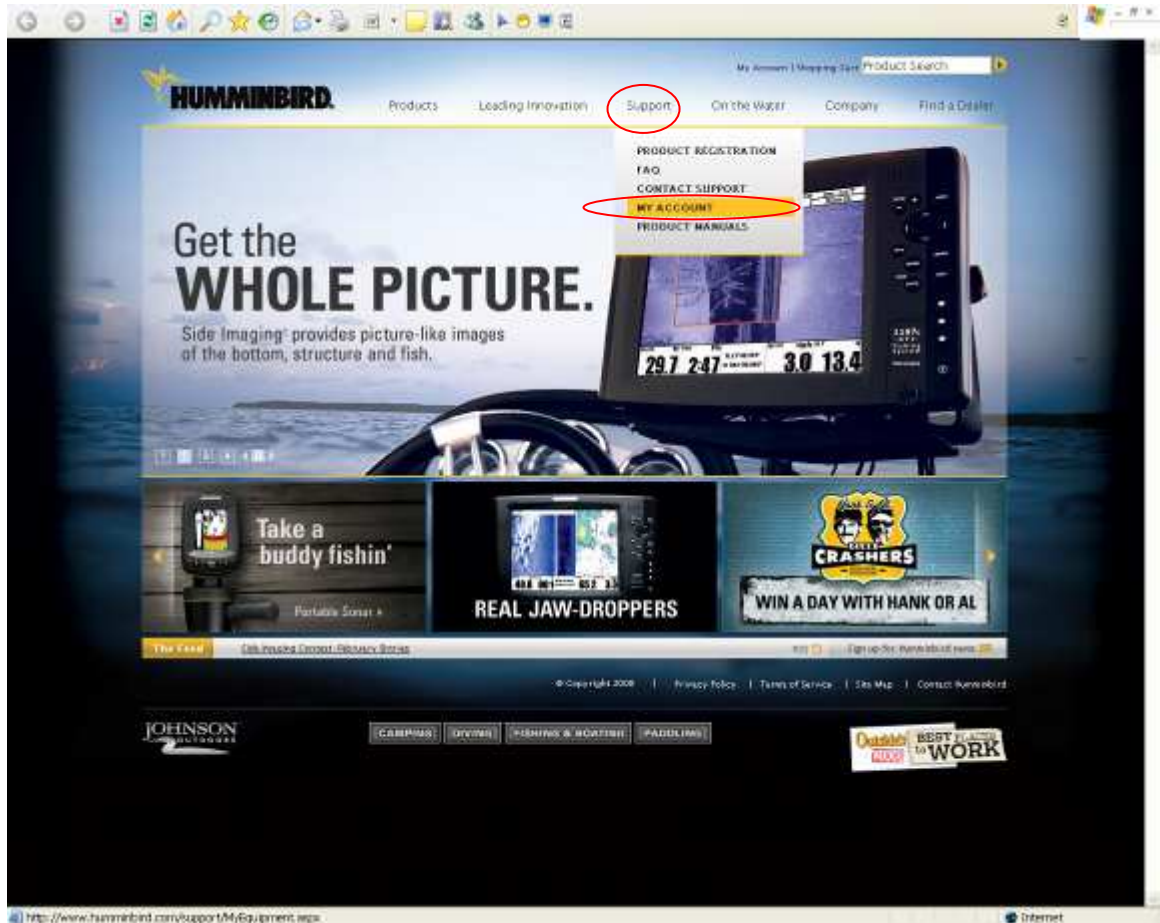 My Account | Shopping Cart Product Search
HUMMINBIRD.
Products Leading Innovation Support On the Water Company Find a Dealer
PRODUCT REGISTRATION
FAQ
CONTACT SUPPORT
MY ACCOUNT
PRODUCT MANUALS
Get the
WHOLE PICTURE.
Side Imaging® provides picture-like images
of the bottom, structure and fish.
29.7 2:47 3.0 13.4
Take a
buddy fishin'
Portable Sonar
REAL JAW-DROPPERS
CRASHERS
WIN A DAY WITH HANK OR AL
The Feed
Sign up for Humminbird news
© Copyright 2008 | Privacy Policy | Terms of Service | Site Map | Contact Humminbird
JOHNSON
OUTDOORS
CAMPING DIVING FISHING & BOATING PADDLING
BEST PLACES
to WORK
http://www.humminbird.com/support/MyEquipment.aspx Internet